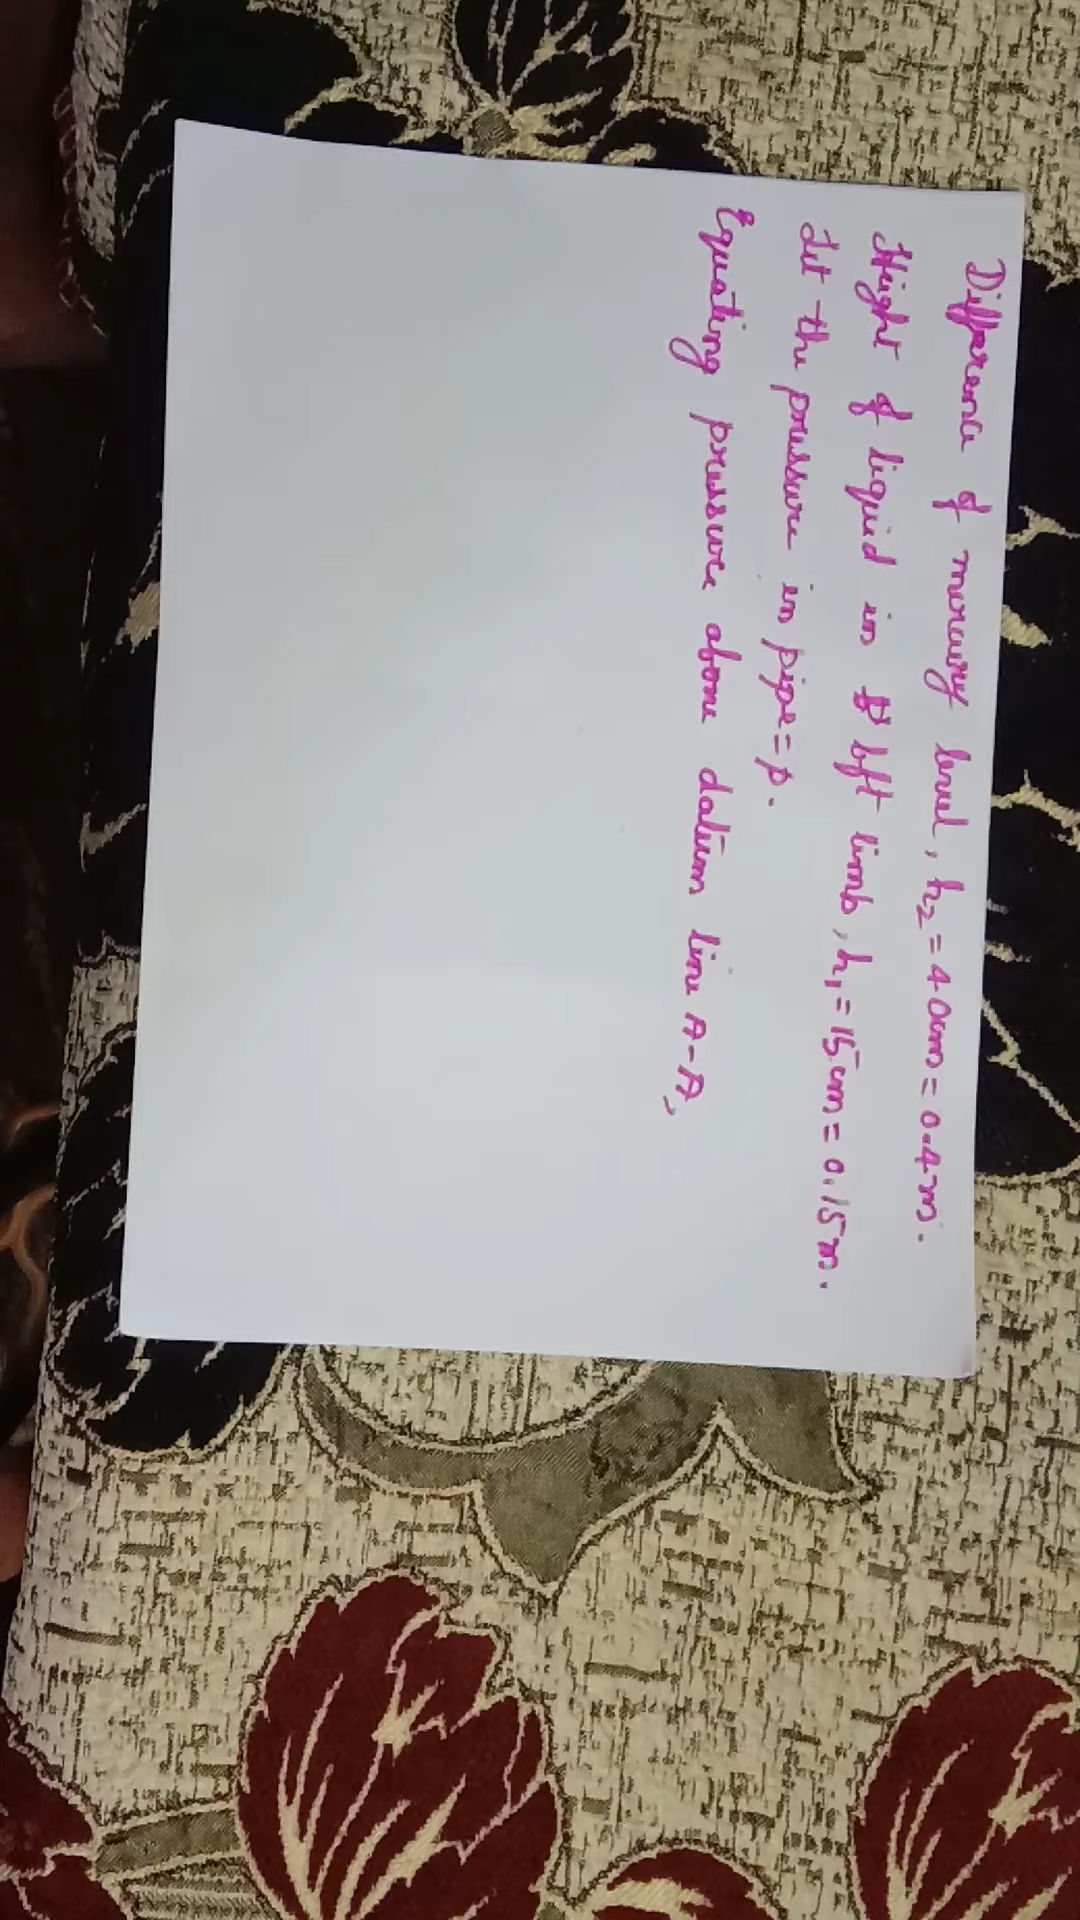 Difference of mercury level, h₂ = 40cm = 0.4m.
Height of liquid in left limb, h₁ = 15cm = 0.15m.
Let the pressure in pipe = p.
Equating pressure above datum line A-A,